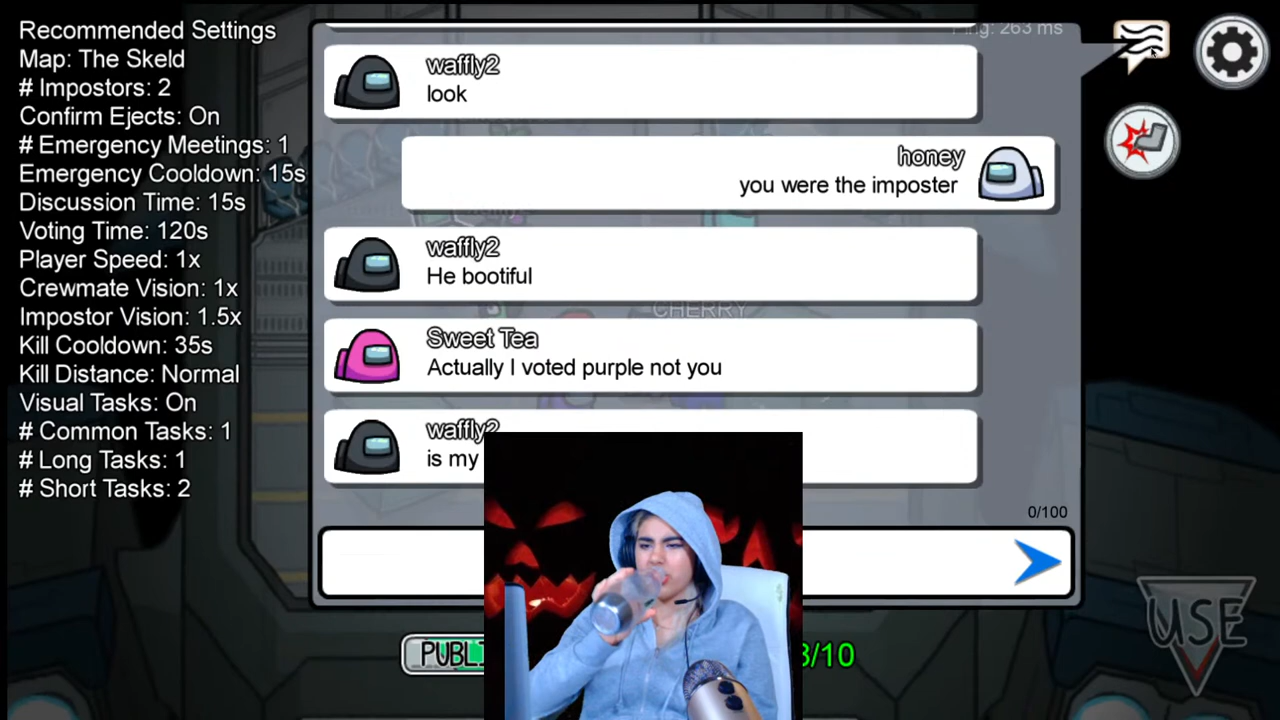 Recommended Settings
Map: The Skeld
# Impostors: 2
Confirm Ejects: On
# Emergency Meetings: 1
Emergency Cooldown: 15s
Discussion Time: 15s
Voting Time: 120s
Player Speed: 1x
Crewmate Vision: 1x
Impostor Vision: 1.5x
Kill Cooldown: 35s
Kill Distance: Normal
Visual Tasks: On
# Common Tasks: 1
# Long Tasks: 1
# Short Tasks: 2
Ping: 263 ms
waffly2
look
honey
you were the imposter
waffly2
He bootiful
CHERRY
Sweet Tea
Actually I voted purple not you
waffly2
is my
0/100
USE
/10